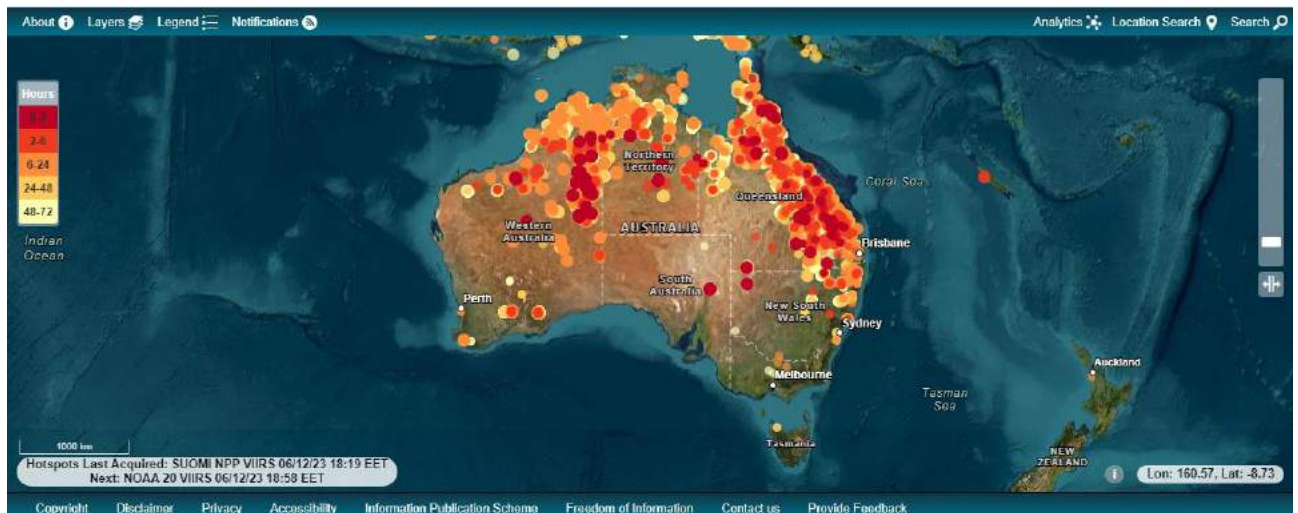 About Layers Legend Notifications
Analytics Location Search Search
Hours
0-2
2-6
6-24
24-48
48-72
Indian
Ocean
Northern
Territory
Coral Sea
Queensland
Western
Australia
AUSTRALIA
Brisbane
South
Australia
Perth
New South
Wales
Sydney
Auckland
Melbourne
Tasman
Sea
Tasmania
NEW
ZEALAND
1000 km
Hotspots Last Acquired: SUOMI NPP VIIRS 06/12/23 18:19 EET
Next: NOAA 20 VIIRS 06/12/23 18:58 EET
Lon: 160.57, Lat: -8.73
Copyright Disclaimer Privacy Accessibility Information Publication Scheme Freedom of Information Contact us Provide Feedback